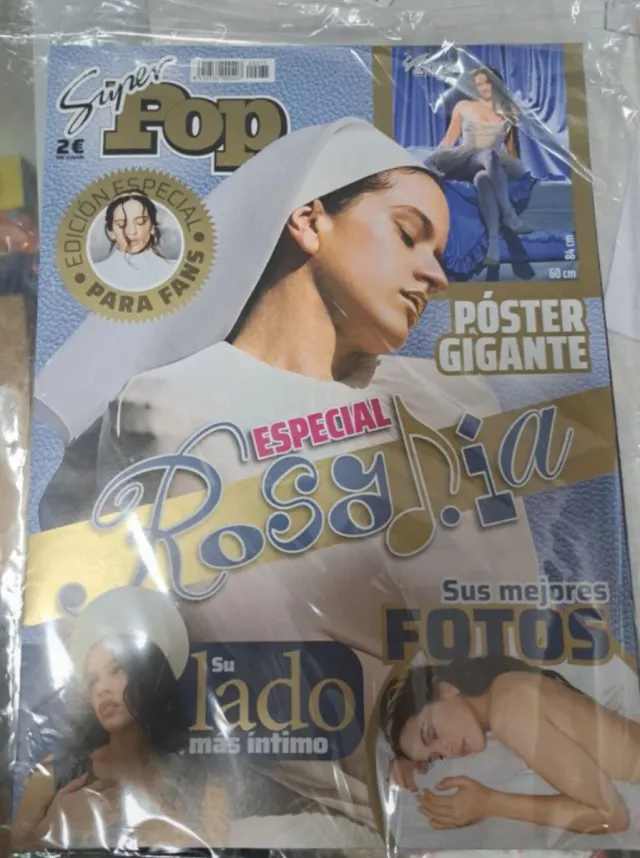 Súper
Pop
2€
EDICIÓN ESPECIAL
PARA FANS
84 cm
60 cm
PÓSTER
GIGANTE
ESPECIAL
Rosalía
Sus mejores
FOTOS
Su
lado
más íntimo